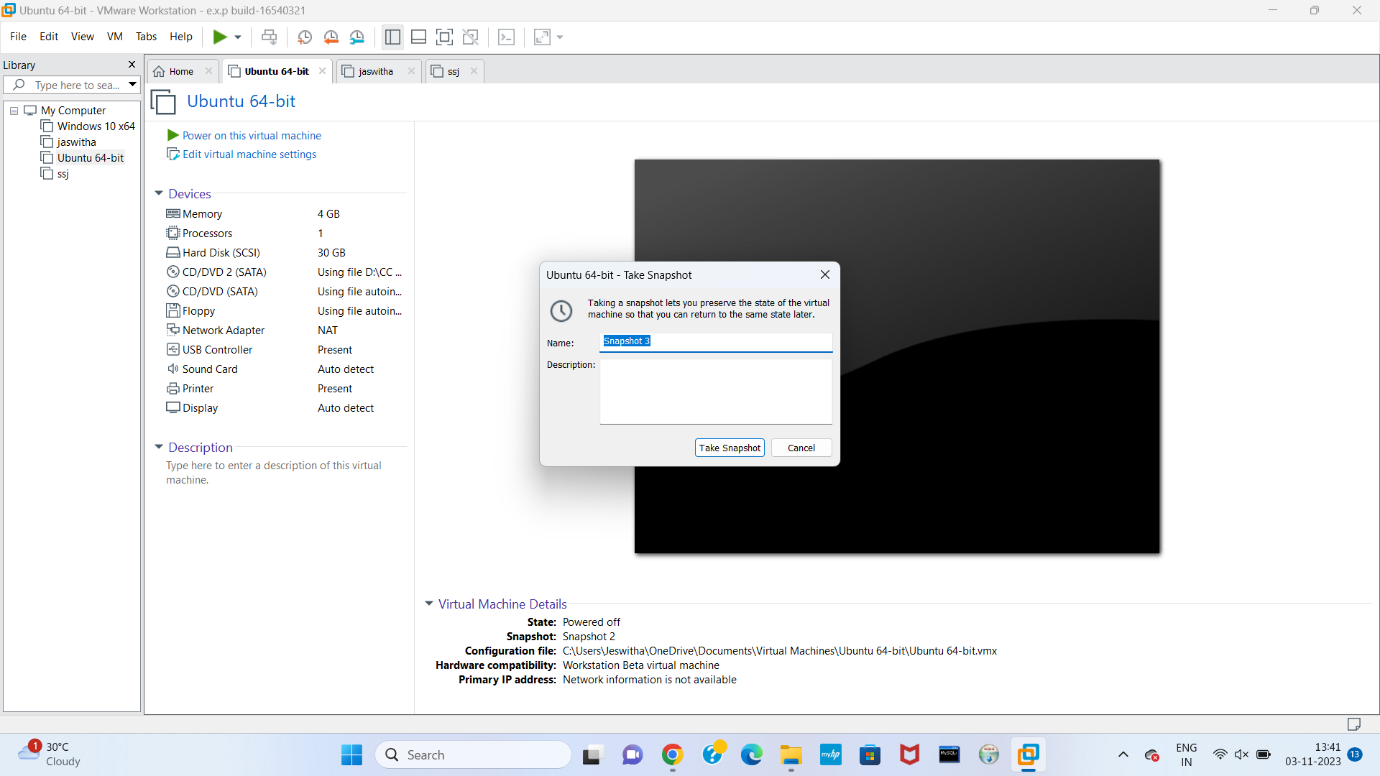 Ubuntu 64-bit - VMware Workstation - e.x.p build-16540321
File Edit View VM Tabs Help
Library
Type here to sea...
My Computer
Windows 10 x64
jaswitha
Ubuntu 64-bit
ssj
Home
Ubuntu 64-bit
jaswitha
ssj
Ubuntu 64-bit
Power on this virtual machine
Edit virtual machine settings
Devices
Memory 4 GB
Processors 1
Hard Disk (SCSI) 30 GB
CD/DVD 2 (SATA) Using file D:\CC ...
CD/DVD (SATA) Using file autoin...
Floppy Using file autoin...
Network Adapter NAT
USB Controller Present
Sound Card Auto detect
Printer Present
Display Auto detect
Description
Type here to enter a description of this virtual
machine.
Ubuntu 64-bit - Take Snapshot
Taking a snapshot lets you preserve the state of the virtual
machine so that you can return to the same state later.
Name: Snapshot 3
Description:
Take Snapshot Cancel
Virtual Machine Details
State: Powered off
Snapshot: Snapshot 2
Configuration file: C:\Users\Jeswitha\OneDrive\Documents\Virtual Machines\Ubuntu 64-bit\Ubuntu 64-bit.vmx
Hardware compatibility: Workstation Beta virtual machine
Primary IP address: Network information is not available
1
30°C
Cloudy
Search
myhp
MySQL
ENG
IN
13:41
03-11-2023
13